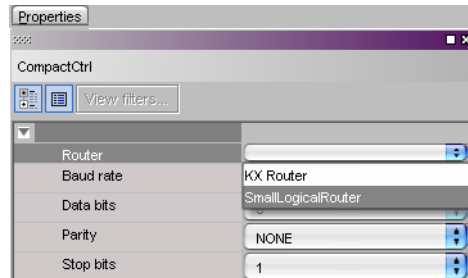 Properties
CompactCtrl
View filters...
Router
Baud rate
KX Router
SmallLogicalRouter
Data bits
Parity
NONE
Stop bits
1